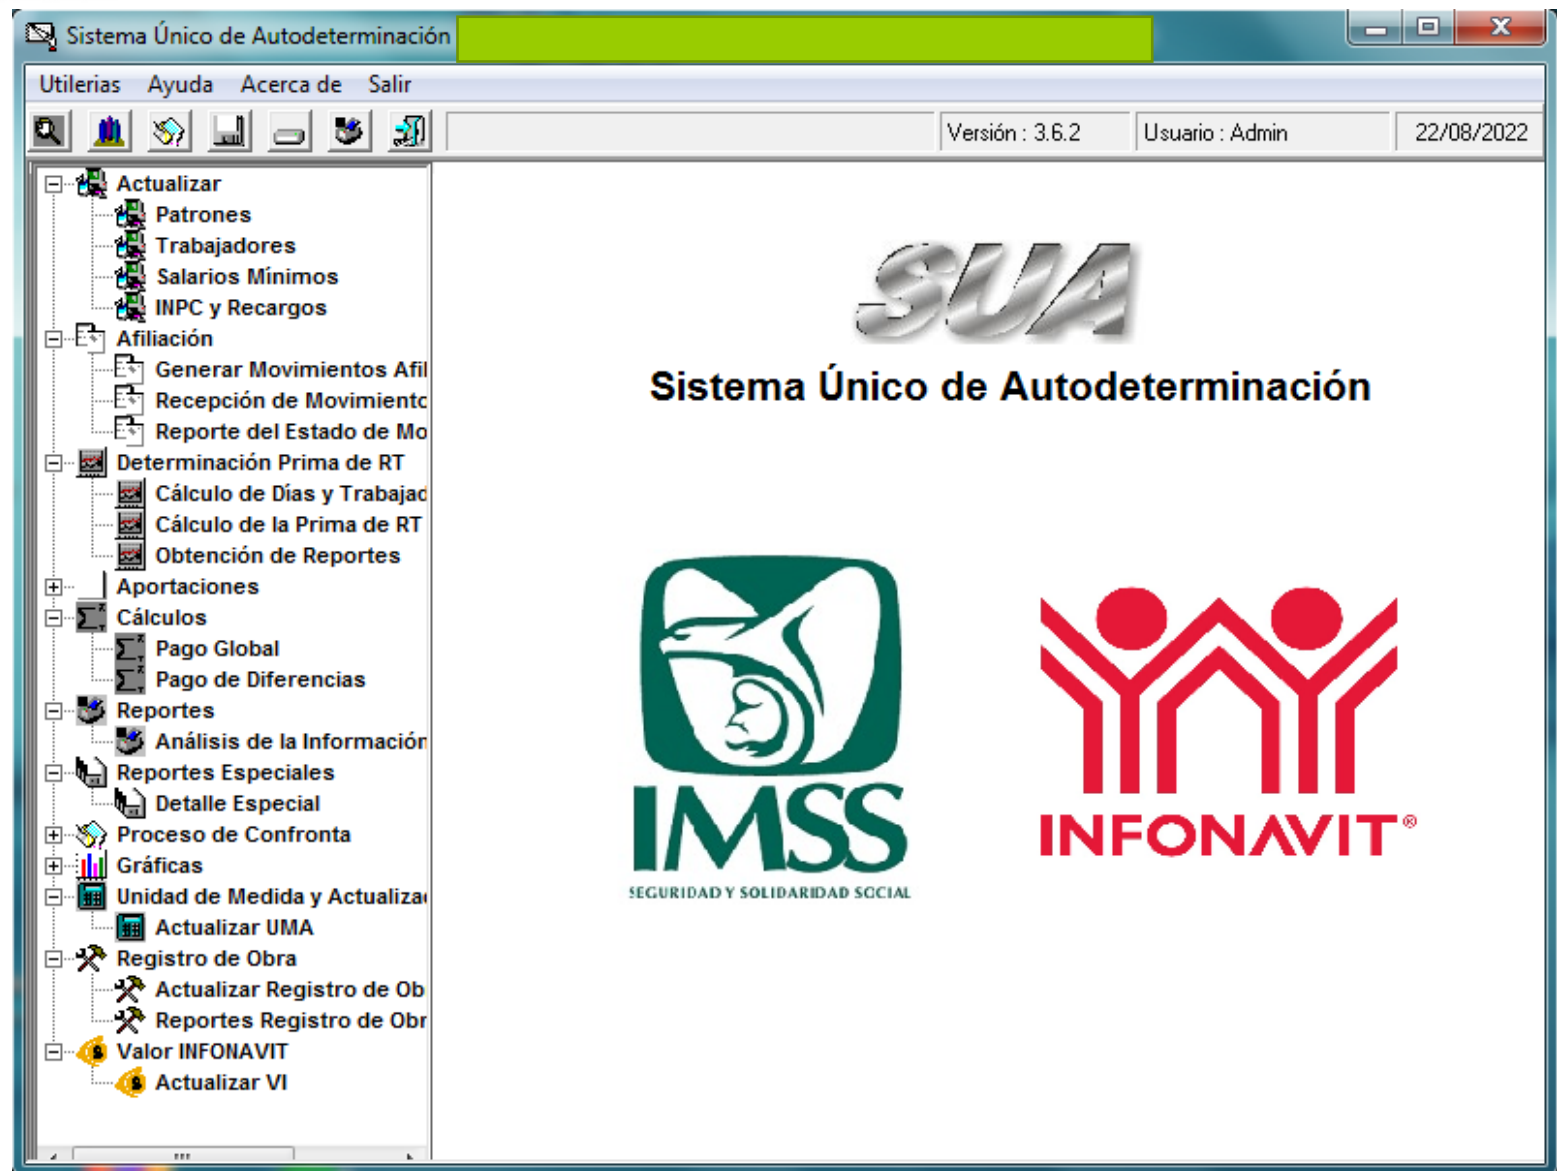 Sistema Único de Autodeterminación
Utilerias Ayuda Acerca de Salir
Versión : 3.6.2 Usuario : Admin 22/08/2022
Actualizar
Patrones
Trabajadores
Salarios Mínimos
INPC y Recargos
Afiliación
Generar Movimientos Afil
Recepción de Movimiento
Reporte del Estado de Mo
Determinación Prima de RT
Cálculo de Días y Trabajad
Cálculo de la Prima de RT
Obtención de Reportes
Aportaciones
Cálculos
Pago Global
Pago de Diferencias
Reportes
Análisis de la Información
Reportes Especiales
Detalle Especial
Proceso de Confronta
Gráficas
Unidad de Medida y Actualiza
Actualizar UMA
Registro de Obra
Actualizar Registro de Ob
Reportes Registro de Obr
Valor INFONAVIT
Actualizar VI
SUA
Sistema Único de Autodeterminación
IMSS
SEGURIDAD Y SOLIDARIDAD SOCIAL
INFONAVIT®